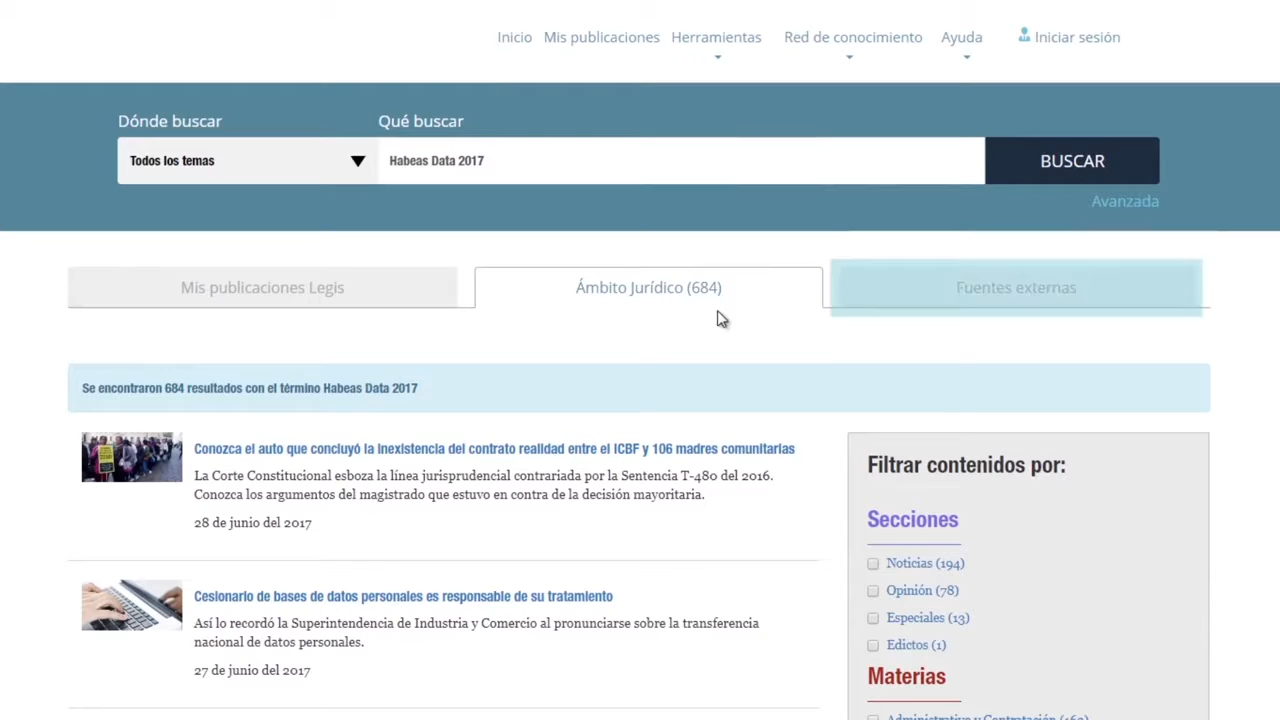 Inicio Mis publicaciones Herramientas Red de conocimiento Ayuda Iniciar sesión
Dónde buscar Qué buscar
Todos los temas Habeas Data 2017 BUSCAR
Avanzada
Mis publicaciones Legis Ámbito Jurídico (684) Fuentes externas
Se encontraron 684 resultados con el término Habeas Data 2017
Conozca el auto que concluyó la inexistencia del contrato realidad entre el ICBF y 106 madres comunitarias
La Corte Constitucional esboza la línea jurisprudencial contrariada por la Sentencia T-480 del 2016.
Conozca los argumentos del magistrado que estuvo en contra de la decisión mayoritaria.
28 de junio del 2017
Cesionario de bases de datos personales es responsable de su tratamiento
Así lo recordó la Superintendencia de Industria y Comercio al pronunciarse sobre la transferencia
nacional de datos personales.
27 de junio del 2017
Filtrar contenidos por:
Secciones
Noticias (194)
Opinión (78)
Especiales (13)
Edictos (1)
Materias
Administrativo y Contratación